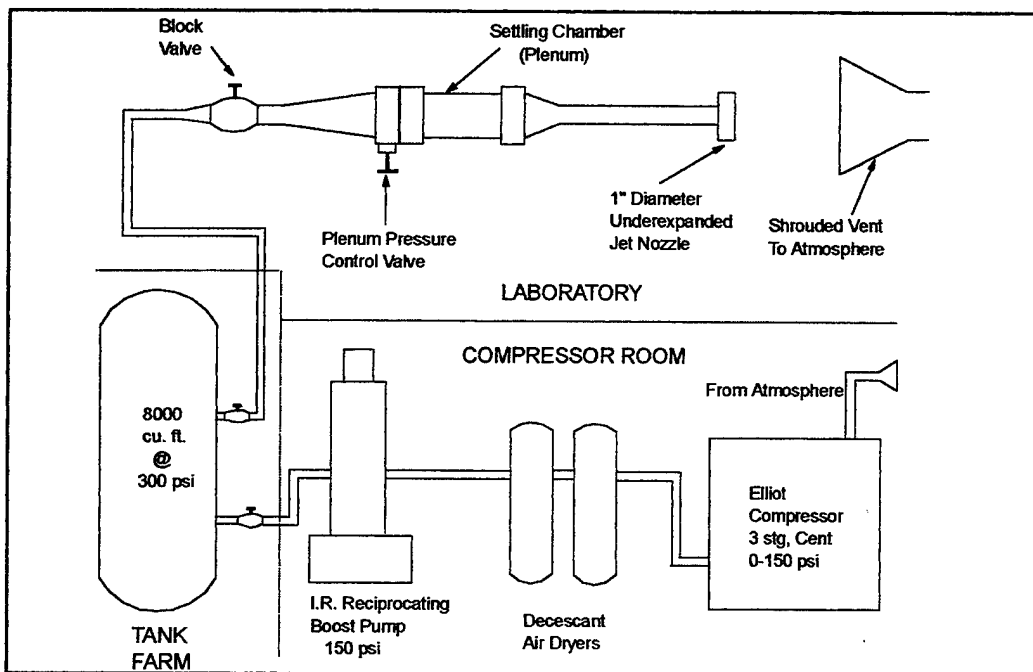 Block
Valve
Settling Chamber
(Plenum)
Plenum Pressure
Control Valve
1" Diameter
Underexpanded
Jet Nozzle
Shrouded Vent
To Atmosphere
LABORATORY
COMPRESSOR ROOM
From Atmosphere
8000
cu. ft.
@
300 psi
Elliot
Compressor
3 stg, Cent
0-150 psi
I.R. Reciprocating
Boost Pump
150 psi
Decescant
Air Dryers
TANK
FARM